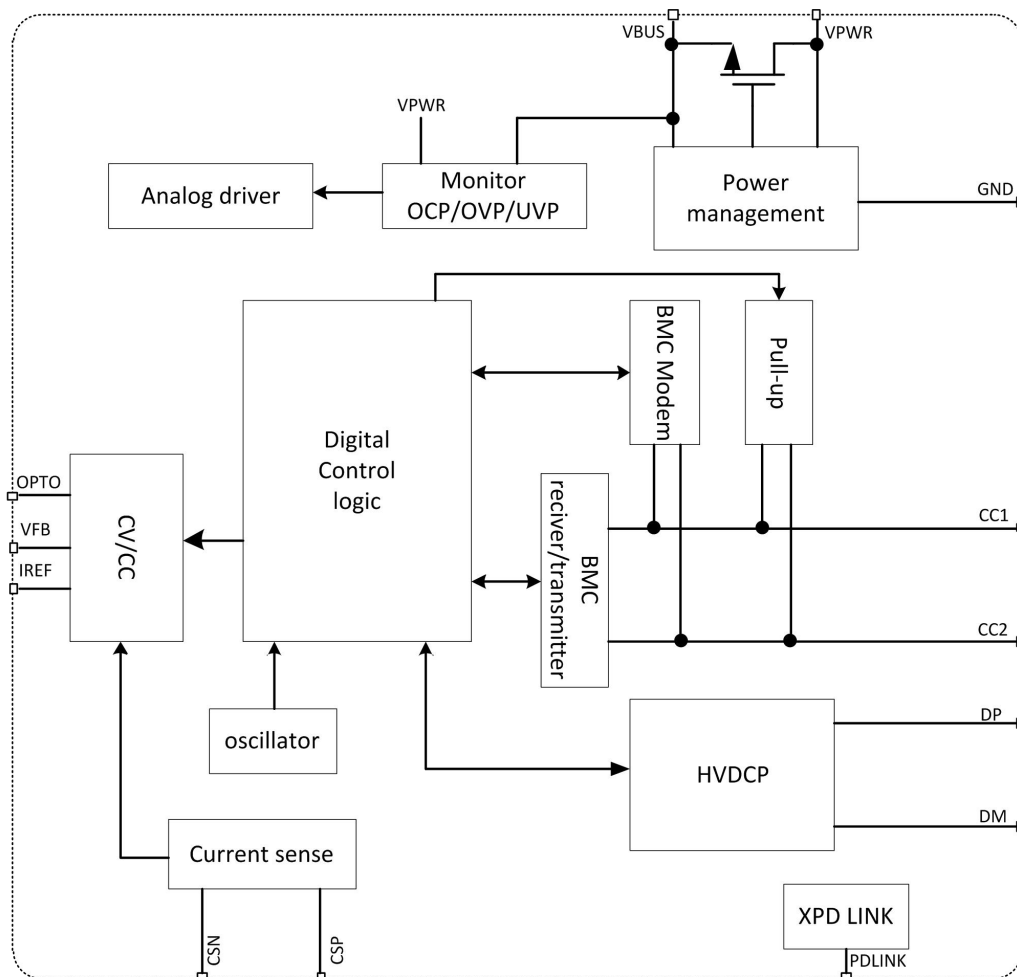 VBUS
VPWR
VPWR
Analog driver
Monitor
OCP/OVP/UVP
Power
management
GND
BMC Modem
Pull-up
Digital
Control
logic
OPTO
VFB
IREF
CV/CC
BMC
reciver/transmitter
CC1
CC2
oscillator
HVDCP
DP
DM
Current sense
CSN
CSP
XPD LINK
PDLINK